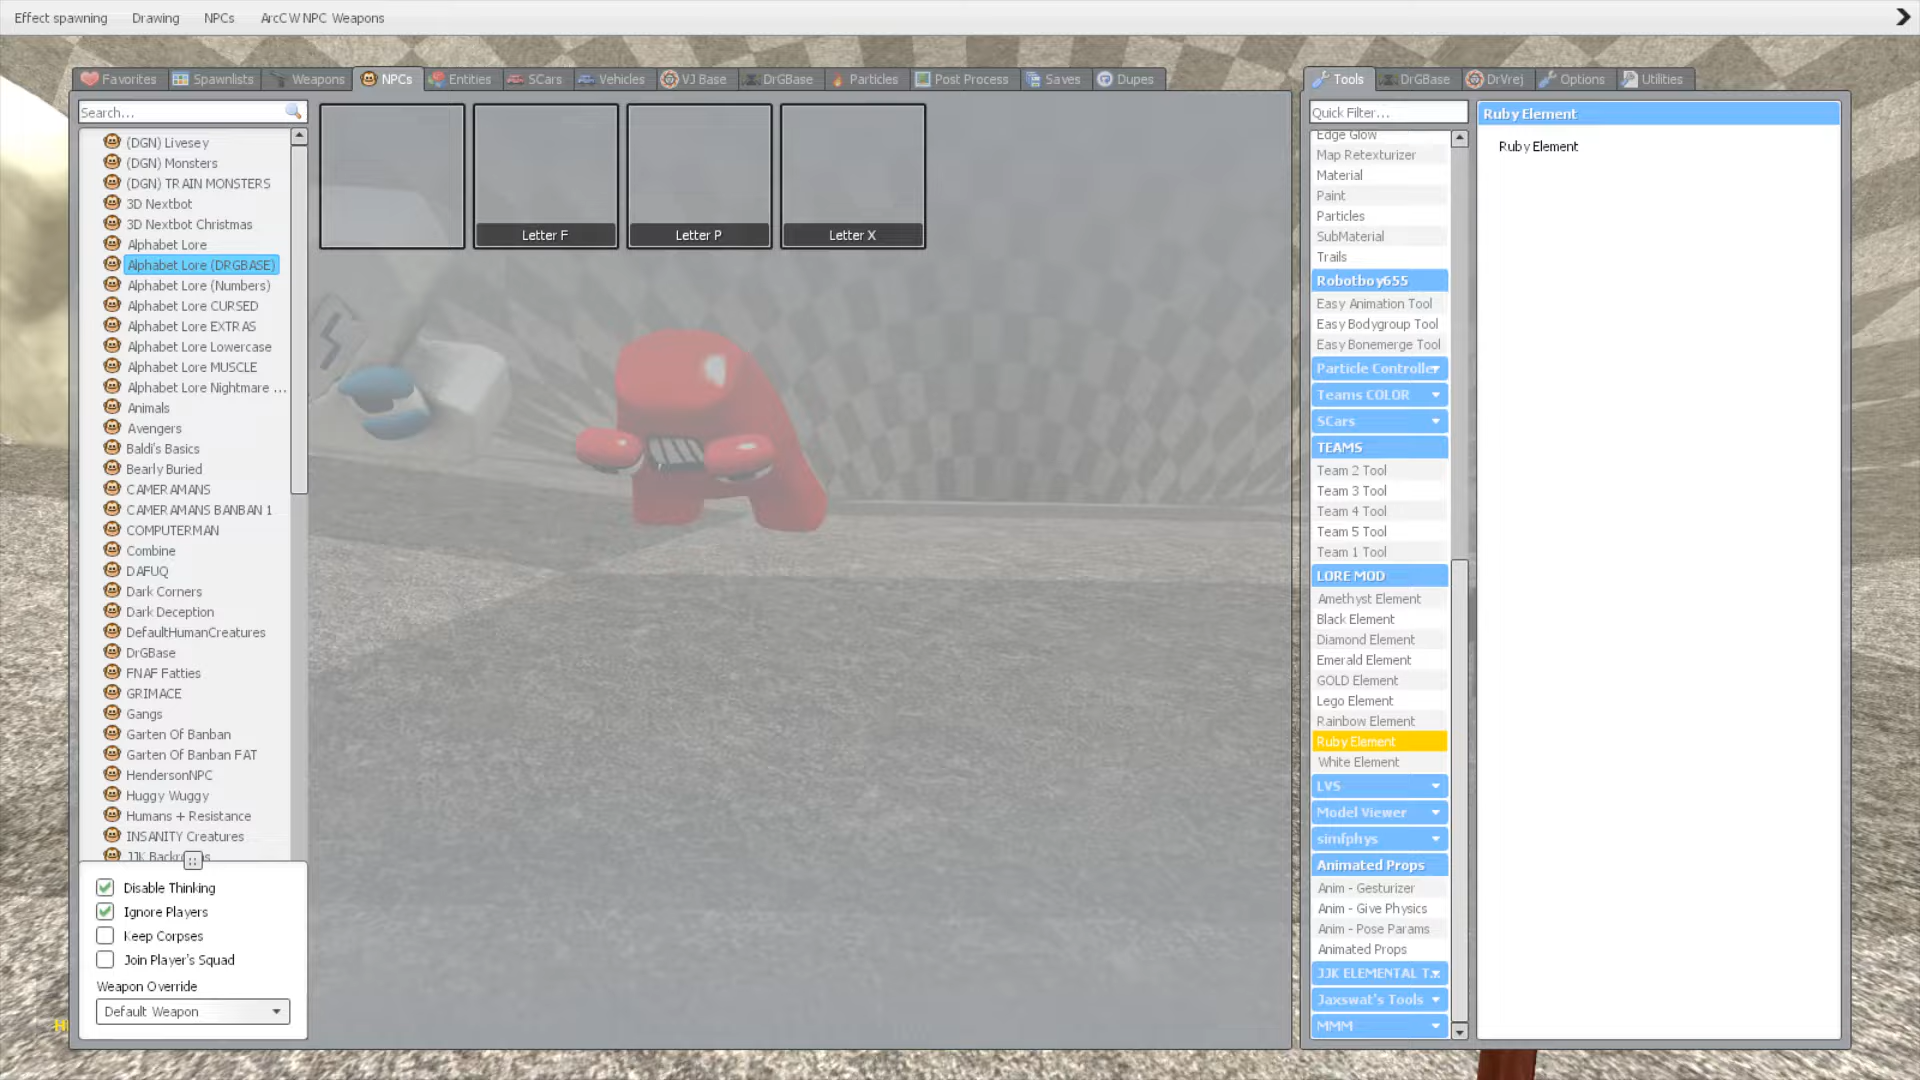 Effect spawning Drawing NPCs ArcCW NPC Weapons
Favorites Spawnlists Weapons NPCs Entities SCars Vehicles VJ Base DrGBase Particles Post Process Saves Dupes
Search...
(DGN) Livesey
(DGN) Monsters
(DGN) TRAIN MONSTERS
3D Nextbot
3D Nextbot Christmas
Alphabet Lore
Alphabet Lore (DRGBASE)
Alphabet Lore (Numbers)
Alphabet Lore CURSED
Alphabet Lore EXTRAS
Alphabet Lore Lowercase
Alphabet Lore MUSCLE
Alphabet Lore Nightmare ...
Animals
Avengers
Baldi's Basics
Bearly Buried
CAMERAMANS
CAMERAMANS BANBAN 1
COMPUTERMAN
Combine
DAFUQ
Dark Corners
Dark Deception
DefaultHumanCreatures
DrGBase
FNAF Fatties
GRIMACE
Gangs
Garten Of Banban
Garten Of Banban FAT
HendersonNPC
Huggy Wuggy
Humans + Resistance
INSANITY Creatures
Disable Thinking
Ignore Players
Keep Corpses
Join Player's Squad
Weapon Override
Default Weapon
Letter F
Letter P
Letter X
Tools DrGBase DrVrej Options Utilities
Quick Filter...
Edge Glow
Map Retexturizer
Material
Paint
Particles
SubMaterial
Trails
Robotboy655
Easy Animation Tool
Easy Bodygroup Tool
Easy Bonemerge Tool
Particle Controller
Teams COLOR
SCars
TEAMS
Team 2 Tool
Team 3 Tool
Team 4 Tool
Team 5 Tool
Team 1 Tool
LORE MOD
Amethyst Element
Black Element
Diamond Element
Emerald Element
GOLD Element
Lego Element
Rainbow Element
Ruby Element
White Element
LVS
Model Viewer
simfphys
Animated Props
Anim - Gesturizer
Anim - Give Physics
Anim - Pose Params
Animated Props
JJK ELEMENTAL T...
Jaxswat's Tools
MMM
Ruby Element
Ruby Element